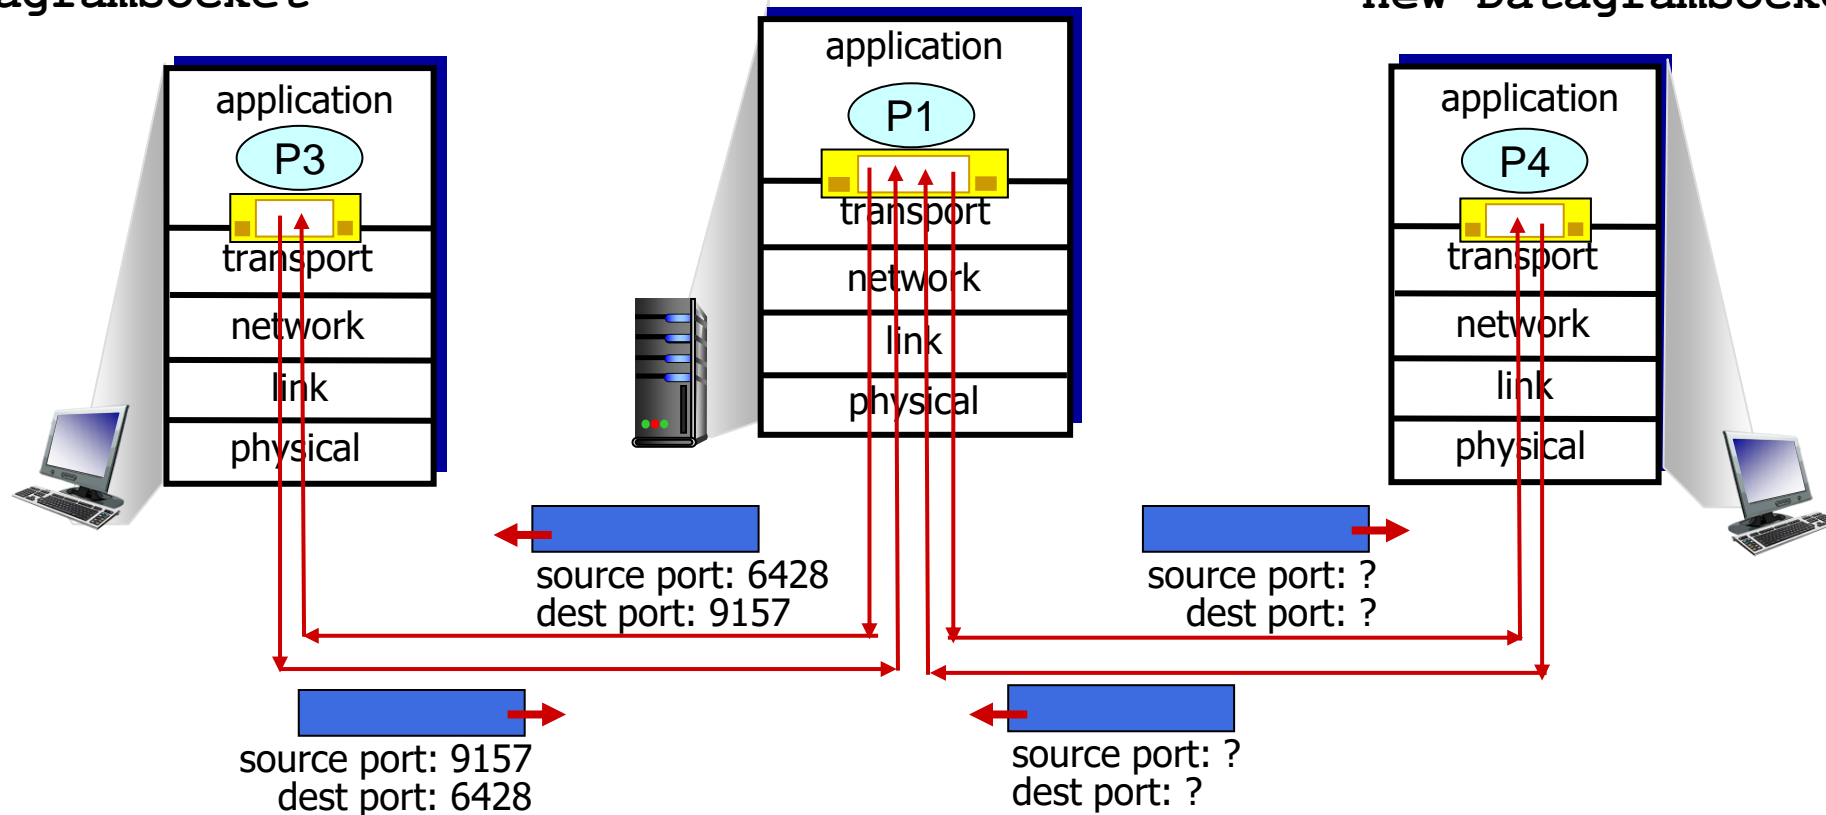 application
P3
transport
network
link
physical
application
P1
transport
network
link
physical
new
application
P4
transport
network
link
physical
source port: 6428
dest port: 9157
source port: ?
dest port: ?
source port: 9157
dest port: 6428
source port: ?
dest port: ?